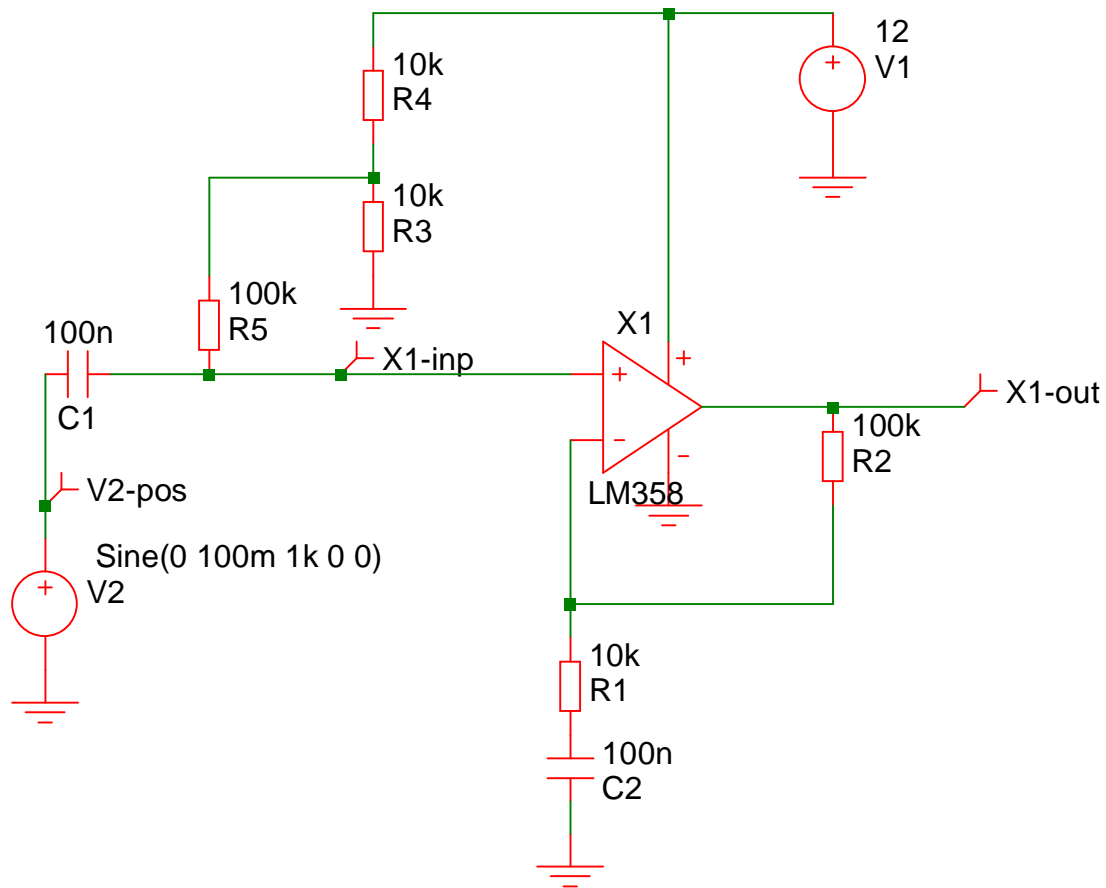 12
V1
10k
R4
10k
R3
100k
R5
100n
C1
X1-inp
X1
+
+
-
-
LM358
X1-out
100k
R2
V2-pos
Sine(0 100m 1k 0 0)
+
V2
+
10k
R1
100n
C2